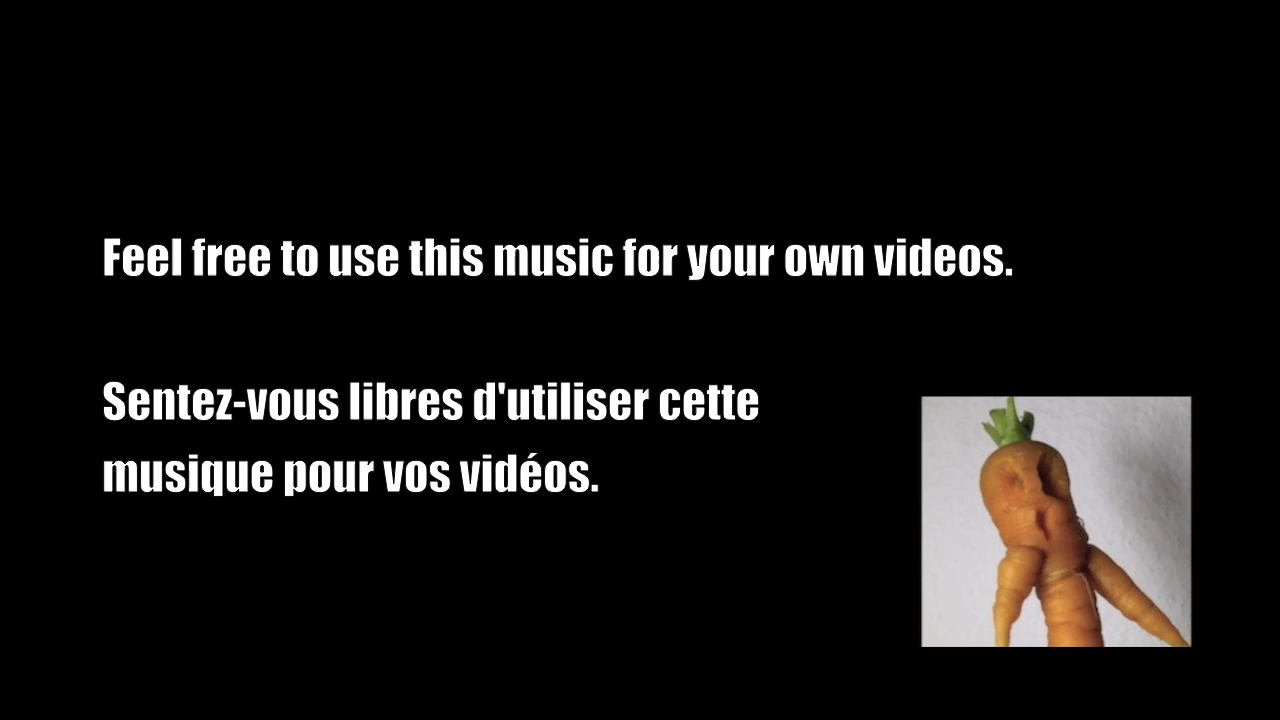 Feel free to use this music for your own videos.
Sentez-vous libres d'utiliser cette
musique pour vos vidéos.